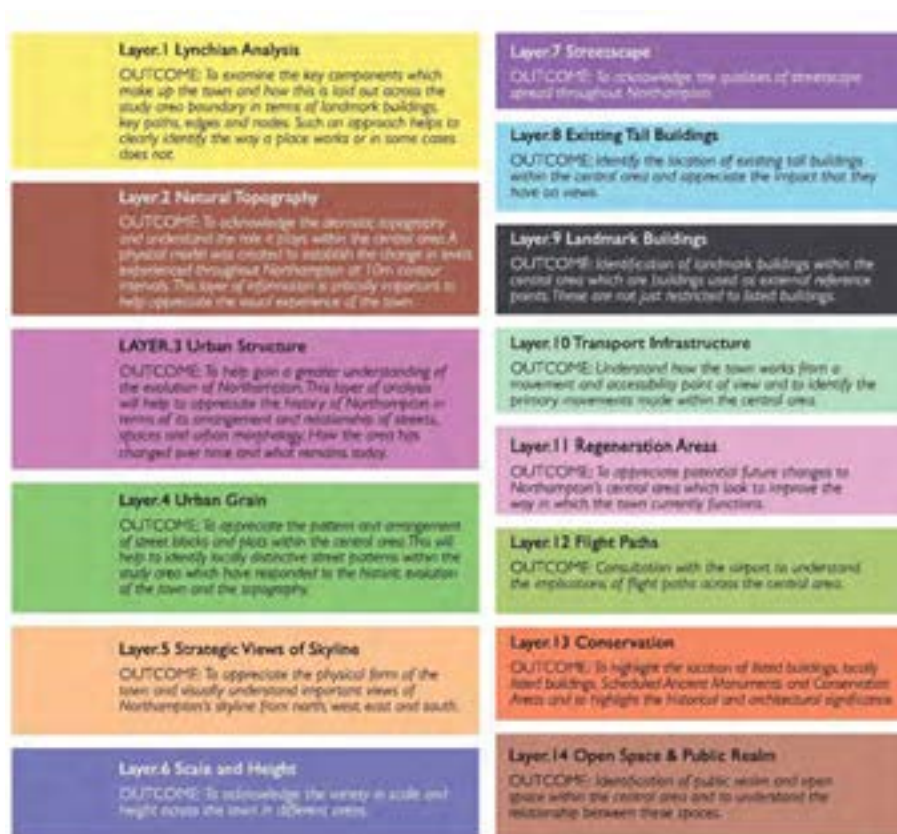 Layer.1 Lynchian Analysis
OUTCOME: To examine the key components which
make up the town and how this is laid out across the
study area boundary in terms of landmark buildings,
key paths, edges and nodes. Such an approach helps to
clearly identify the way a place works or in some cases
does not.
Layer.2 Natural Topography
OUTCOME: To acknowledge the dramatic topography
and understand the role it plays within the central area. A
physical model was created to establish the change in levels
experienced throughout Northampton at 10m contour
intervals. This layer of information is critically important to
help appreciate the visual experience of the town.
LAYER.3 Urban Structure
OUTCOME: To help gain a greater understanding of
the evolution of Northampton. This layer of analysis
will help to appreciate the history of Northampton in
terms of its arrangement and relationship of streets,
spaces and urban morphology. How the area has
changed over time and what remains today.
Layer.4 Urban Grain
OUTCOME: To appreciate the pattern and arrangement
of street blocks and plots within the central area. This will
help to identify locally distinctive street patterns within the
study area which have responded to the historic evolution
of the town and the topography.
Layer.5 Strategic Views of Skyline
OUTCOME: To appreciate the physical form of the
town and visually understand important views of
Northampton's skyline from north, west, east and south.
Layer.6 Scale and Height
OUTCOME: To acknowledge the variety in scale and
height across the town in different areas.
Layer.7 Streetscape
OUTCOME: To acknowledge the qualities of streetscape
spread throughout Northampton.
Layer.8 Existing Tall Buildings
OUTCOME: Identify the location of existing tall buildings
within the central area and appreciate the impact that they
have on views.
Layer.9 Landmark Buildings
OUTCOME: Identification of landmark buildings within the
central area which are buildings used as external reference
points. These are not just restricted to listed buildings.
Layer.10 Transport Infrastructure
OUTCOME: Understand how the town works from a
movement and accessibility point of view and to identify the
primary movements made within the central area.
Layer.11 Regeneration Areas
OUTCOME: To appreciate potential future changes to
Northampton's central area which look to improve the
way in which the town currently functions.
Layer.12 Flight Paths
OUTCOME: Consultation with the airport to understand
the implications of flight paths across the central area.
Layer.13 Conservation
OUTCOME: To highlight the location of listed buildings, locally
listed buildings, Scheduled Ancient Monuments and Conservation
Areas and to highlight the historical and architectural significance.
Layer.14 Open Space & Public Realm
OUTCOME: Identification of public realm and open
space within the central area and to understand the
relationship between these spaces.